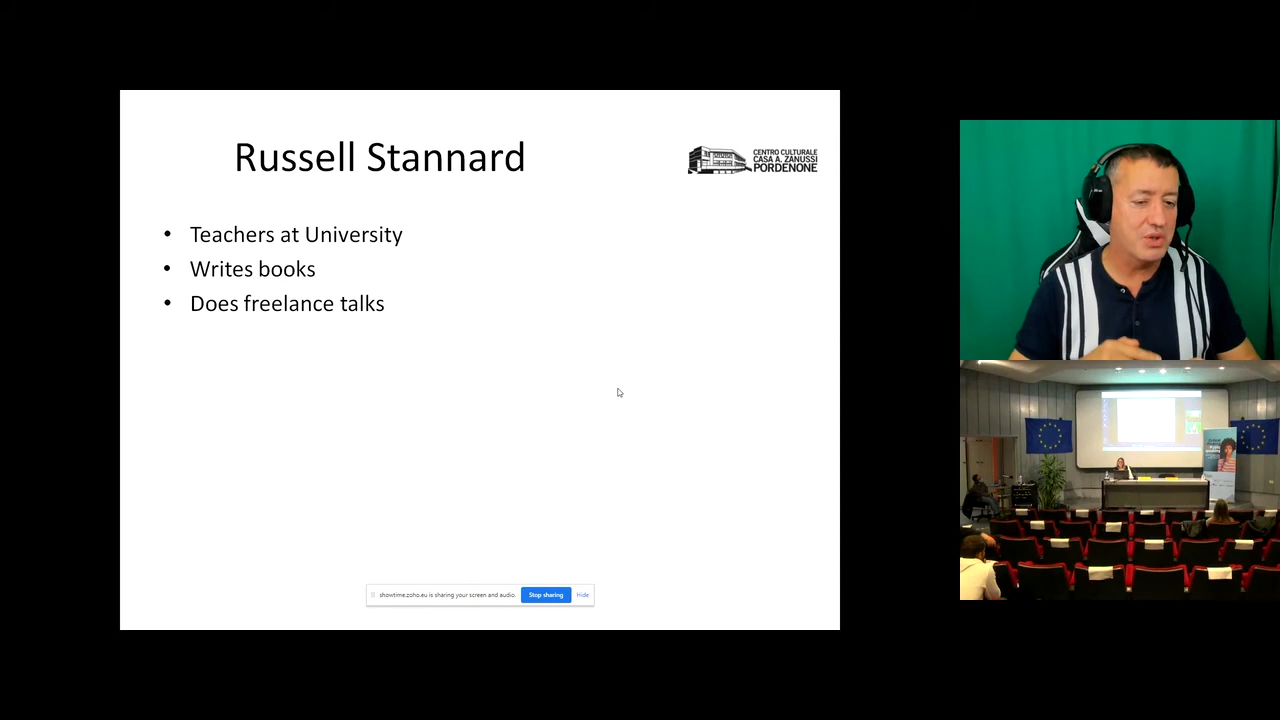 Russell Stannard
CENTRO CULTURALE
CASA A. ZANUSSI
PORDENONE
• Teachers at University
• Writes books
• Does freelance talks
showtime.zoho.eu is sharing your screen and audio.
Stop sharing
Hide